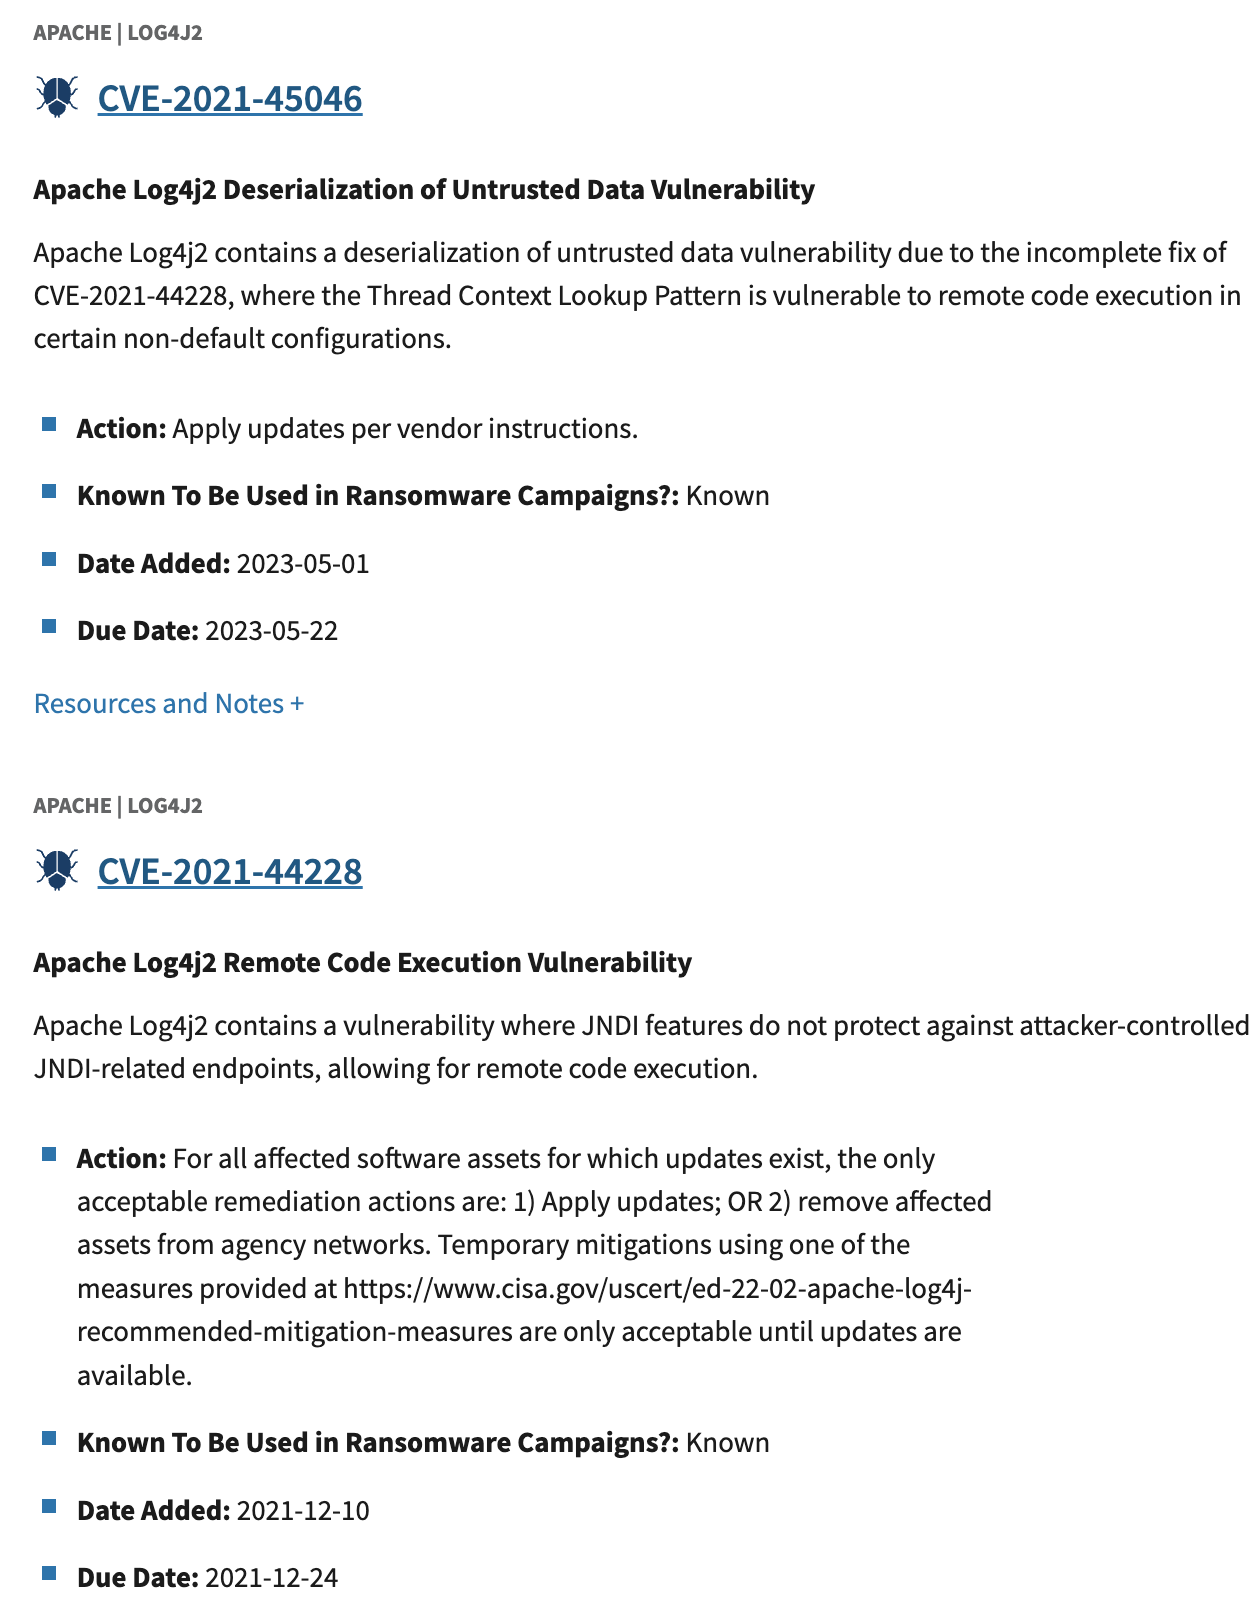 APACHE | LOG4J2
CVE-2021-45046
Apache Log4j2 Deserialization of Untrusted Data Vulnerability
Apache Log4j2 contains a deserialization of untrusted data vulnerability due to the incomplete fix of
CVE-2021-44228, where the Thread Context Lookup Pattern is vulnerable to remote code execution in
certain non-default configurations.
Action: Apply updates per vendor instructions.
Known To Be Used in Ransomware Campaigns?: Known
Date Added: 2023-05-01
Due Date: 2023-05-22
Resources and Notes +
APACHE | LOG4J2
CVE-2021-44228
Apache Log4j2 Remote Code Execution Vulnerability
Apache Log4j2 contains a vulnerability where JNDI features do not protect against attacker-controlled
JNDI-related endpoints, allowing for remote code execution.
Action: For all affected software assets for which updates exist, the only
acceptable remediation actions are: 1) Apply updates; OR 2) remove affected
assets from agency networks. Temporary mitigations using one of the
measures provided at https://www.cisa.gov/uscert/ed-22-02-apache-log4j-
recommended-mitigation-measures are only acceptable until updates are
available.
Known To Be Used in Ransomware Campaigns?: Known
Date Added: 2021-12-10
Due Date: 2021-12-24